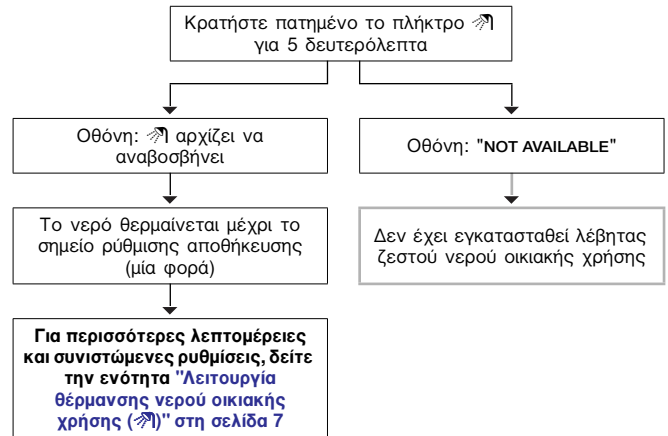 Κρατήστε πατημένο το πλήκτρο
για 5 δευτερόλεπτα
Οθόνη: αρχίζει να
αναβοσβήνει
Οθόνη: "NOT AVAILABLE"
Το νερό θερμαίνεται μέχρι το
σημείο ρύθμισης αποθήκευσης
(μία φορά)
Δεν έχει εγκατασταθεί λέβητας
ζεστού νερού οικιακής χρήσης
Για περισσότερες λεπτομέρειες
και συνιστώμενες ρυθμίσεις, δείτε
την ενότητα "Λειτουργία
θέρμανσης νερού οικιακής
χρήσης ()" στη σελίδα 7